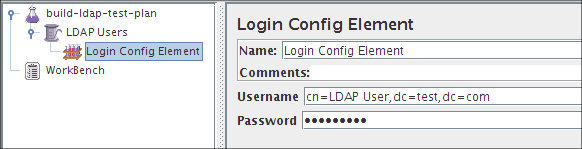 build-ldap-test-plan
LDAP Users
Login Config Element
WorkBench
Login Config Element
Name: Login Config Element
Comments:
Username cn=LDAP User,dc=test,dc=com
Password •••••••••